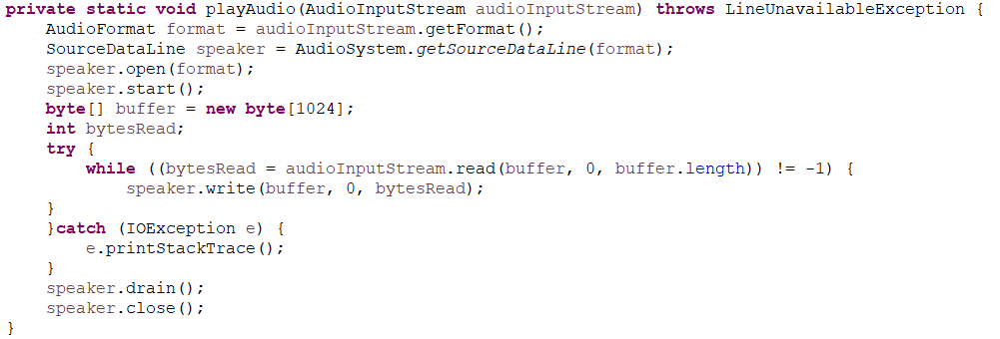 private static void playAudio(AudioInputStream audioInputStream) throws LineUnavailableException {
    AudioFormat format = audioInputStream.getFormat();
    SourceDataLine speaker = AudioSystem.getSourceDataLine(format);
    speaker.open(format);
    speaker.start();
    byte[] buffer = new byte[1024];
    int bytesRead;
    try {
        while ((bytesRead = audioInputStream.read(buffer, 0, buffer.length)) != -1) {
            speaker.write(buffer, 0, bytesRead);
    }
    }catch (IOException e) {
        e.printStackTrace();
    }
    speaker.drain();
    speaker.close();
}